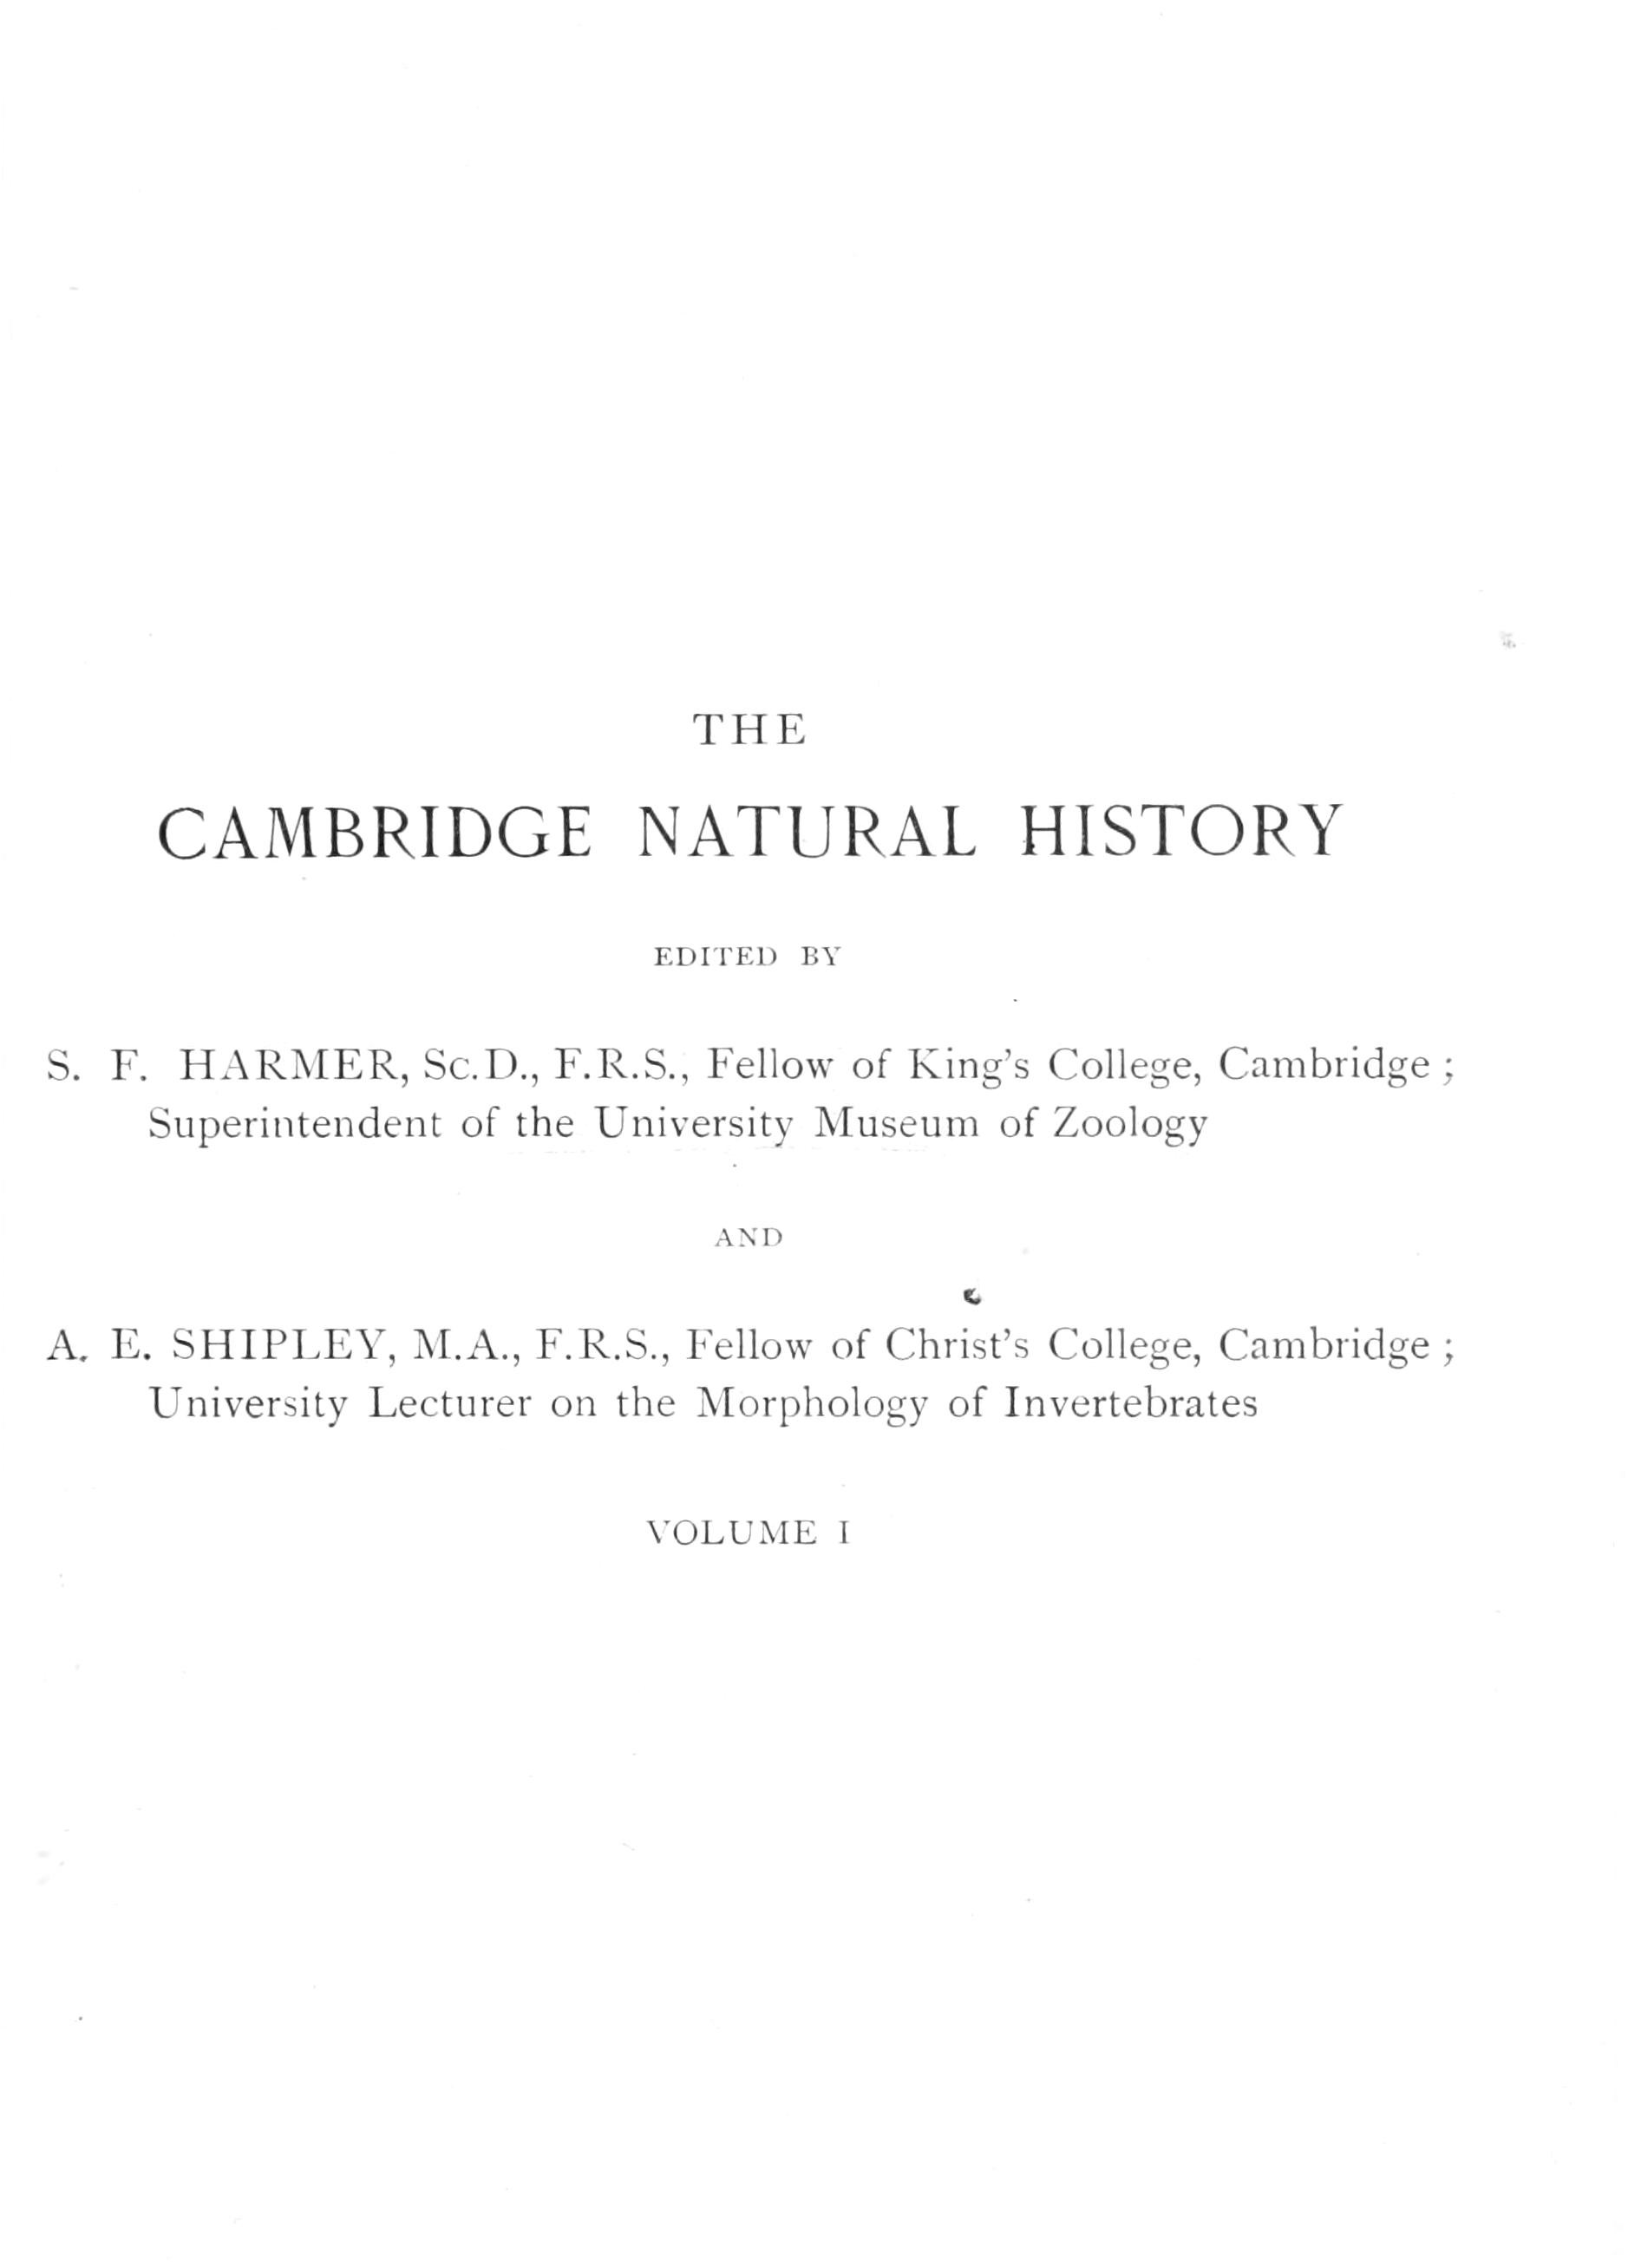 THE
CAMBRIDGE NATURAL HISTORY
EDITED BY
S. F. HARMER, Sc.D., F.R.S., Fellow of King's College, Cambridge ;
Superintendent of the University Museum of Zoology
AND
A. E. SHIPLEY, M.A., F.R.S., Fellow of Christ's College, Cambridge ;
University Lecturer on the Morphology of Invertebrates
VOLUME I